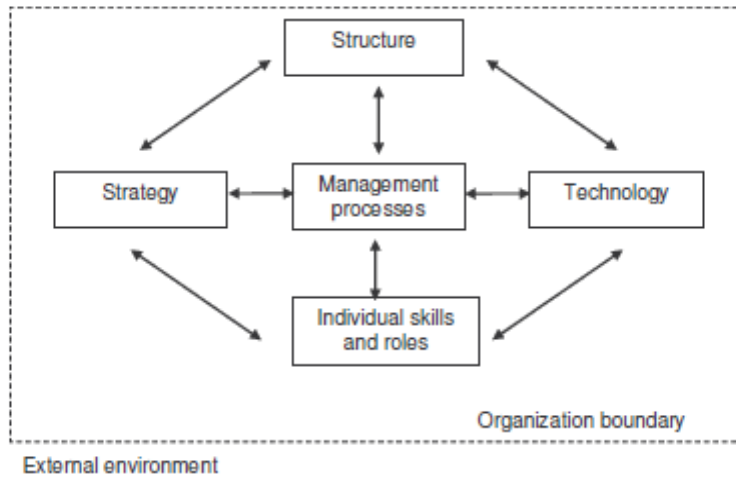 Structure
Strategy
Management
processes
Technology
Individual skills
and roles
Organization boundary
External environment